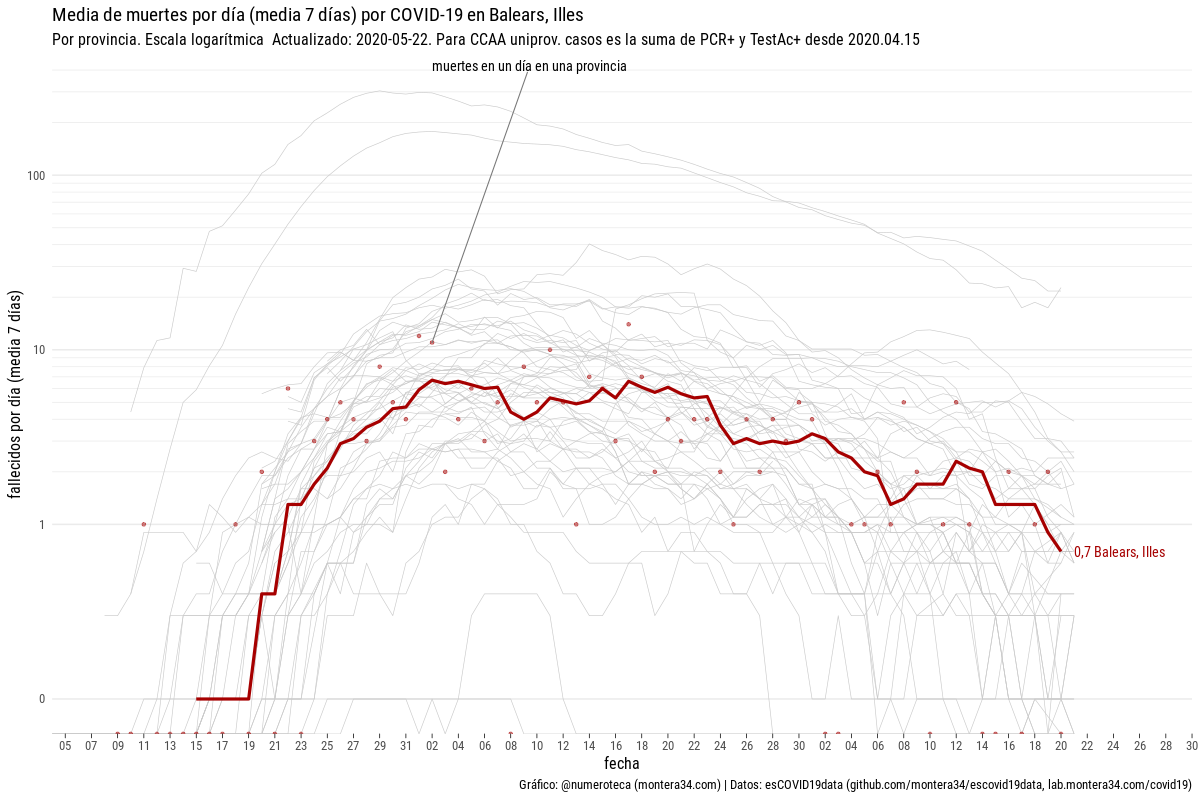 Media de muertes por día (media 7 días) por COVID-19 en Balears, Illes
Por provincia. Escala logarítmica  Actualizado: 2020-05-22. Para CCAA uniprov. casos es la suma de PCR+ y TestAc+ desde 2020.04.15
muertes en un día en una provincia
fallecidos por día (media 7 días)
100
10
1
0
0,7 Balears, Illes
05 07 09 11 13 15 17 19 21 23 25 27 29 31 02 04 06 08 10 12 14 16 18 20 22 24 26 28 30 02 04 06 08 10 12 14 16 18 20 22 24 26 28 30
fecha
Gráfico: @numeroteca (montera34.com) | Datos: esCOVID19data (github.com/montera34/escovid19data, lab.montera34.com/covid19)